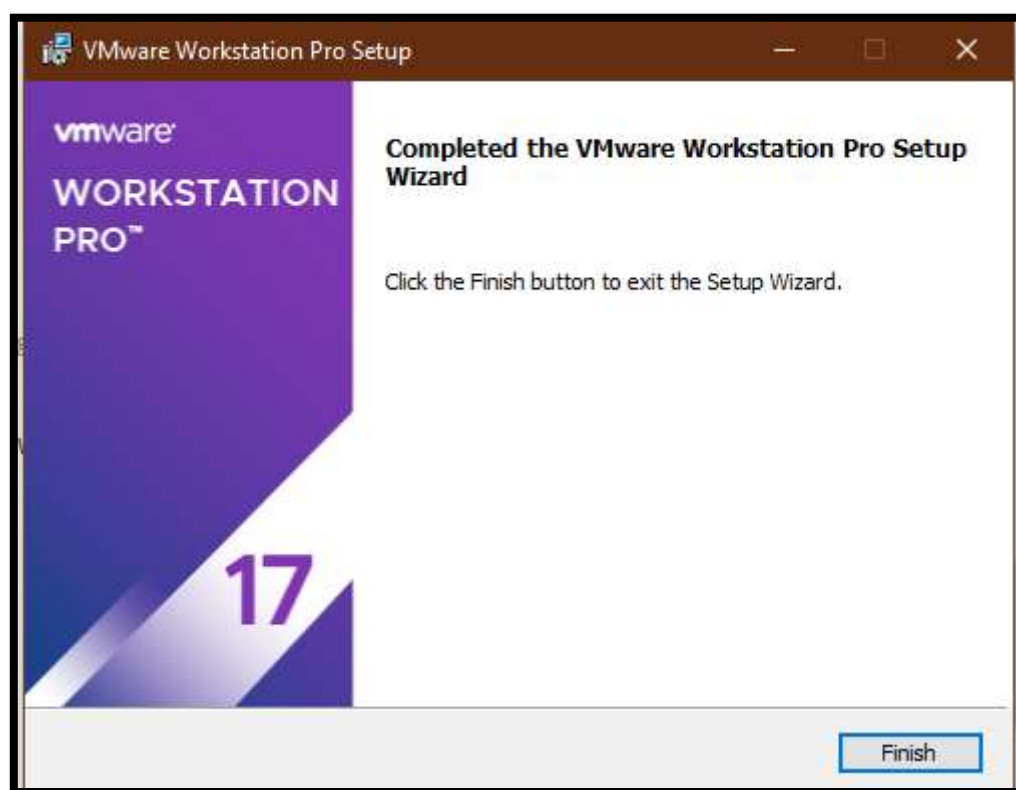 VMware Workstation Pro Setup
vmware®
WORKSTATION
PRO™
Completed the VMware Workstation Pro Setup
Wizard
Click the Finish button to exit the Setup Wizard.
17
Finish